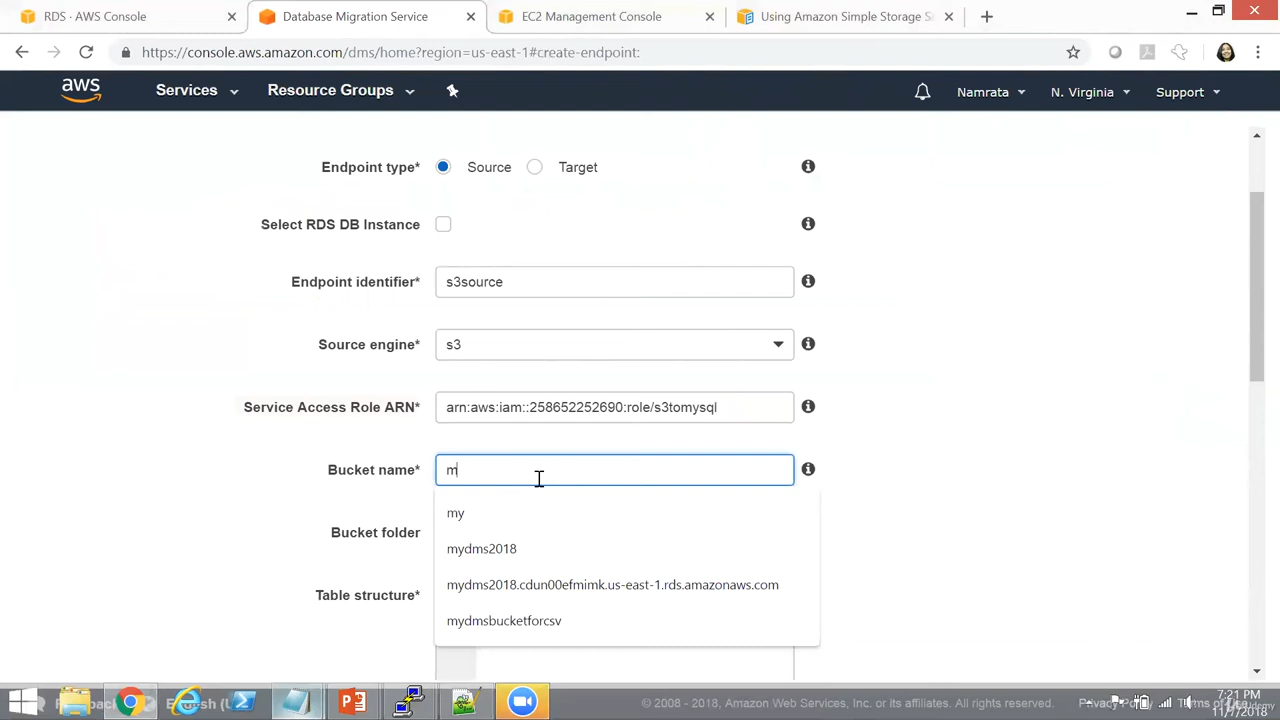 RDS · AWS Console
Database Migration Service
EC2 Management Console
Using Amazon Simple Storage S
https://console.aws.amazon.com/dms/home?region=us-east-1#create-endpoint:
aws Services Resource Groups Namrata N. Virginia Support
Endpoint type* Source Target
Select RDS DB Instance
Endpoint identifier* s3source
Source engine* s3
Service Access Role ARN* arn:aws:iam::258652252690:role/s3tomysql
Bucket name* m
my
Bucket folder
mydms2018
mydms2018.cdun00efmimk.us-east-1.rds.amazonaws.com
Table structure*
mydmsbucketforcsv
© 2008 - 2018, Amazon Web Services, Inc. or its affiliates. All rights reserved.
7:21 PM
11/7/2018